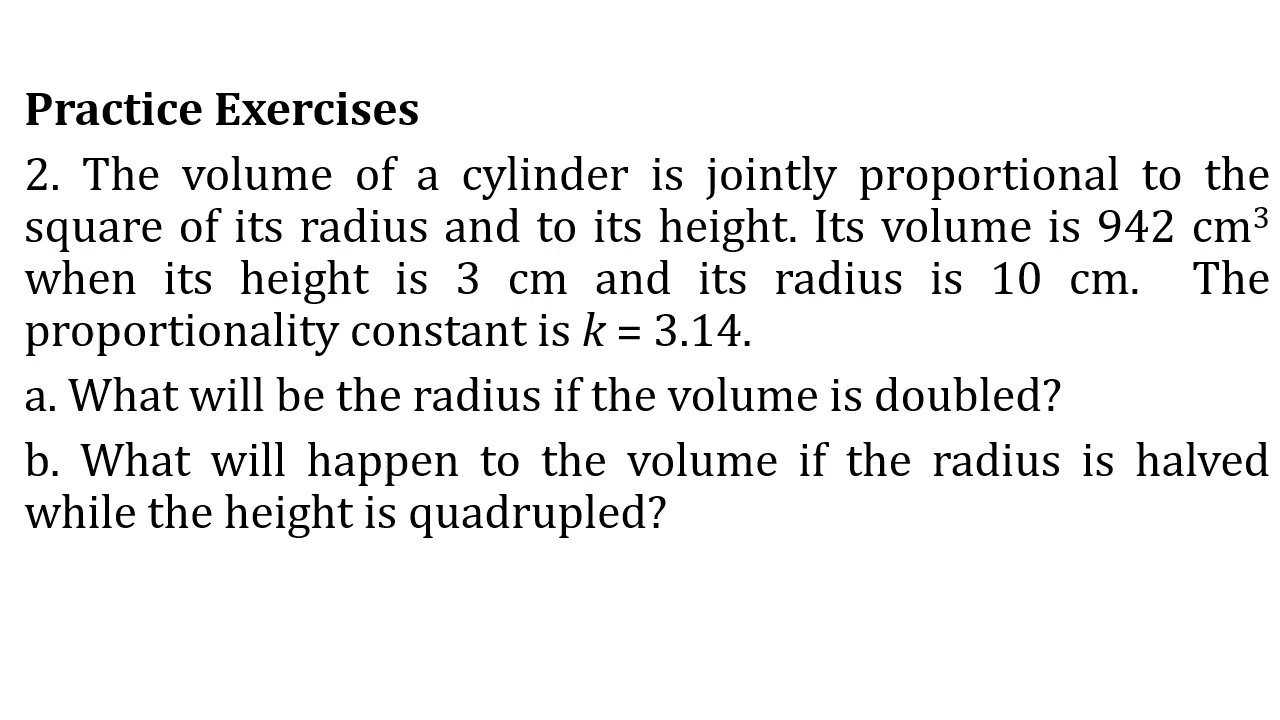 Practice Exercises
2. The volume of a cylinder is jointly proportional to the
square of its radius and to its height. Its volume is 942 cm³
when its height is 3 cm and its radius is 10 cm. The
proportionality constant is k = 3.14.
a. What will be the radius if the volume is doubled?
b. What will happen to the volume if the radius is halved
while the height is quadrupled?